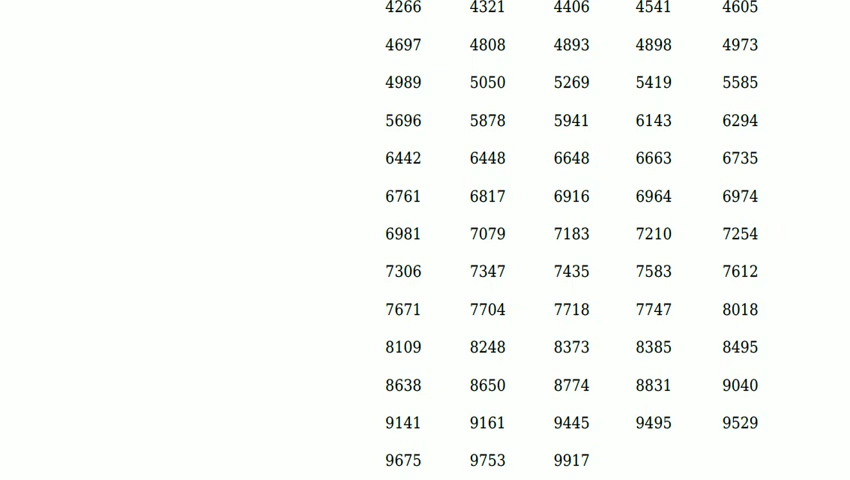 4266 4321 4406 4541 4605
4697 4808 4893 4898 4973
4989 5050 5269 5419 5585
5696 5878 5941 6143 6294
6442 6448 6648 6663 6735
6761 6817 6916 6964 6974
6981 7079 7183 7210 7254
7306 7347 7435 7583 7612
7671 7704 7718 7747 8018
8109 8248 8373 8385 8495
8638 8650 8774 8831 9040
9141 9161 9445 9495 9529
9675 9753 9917